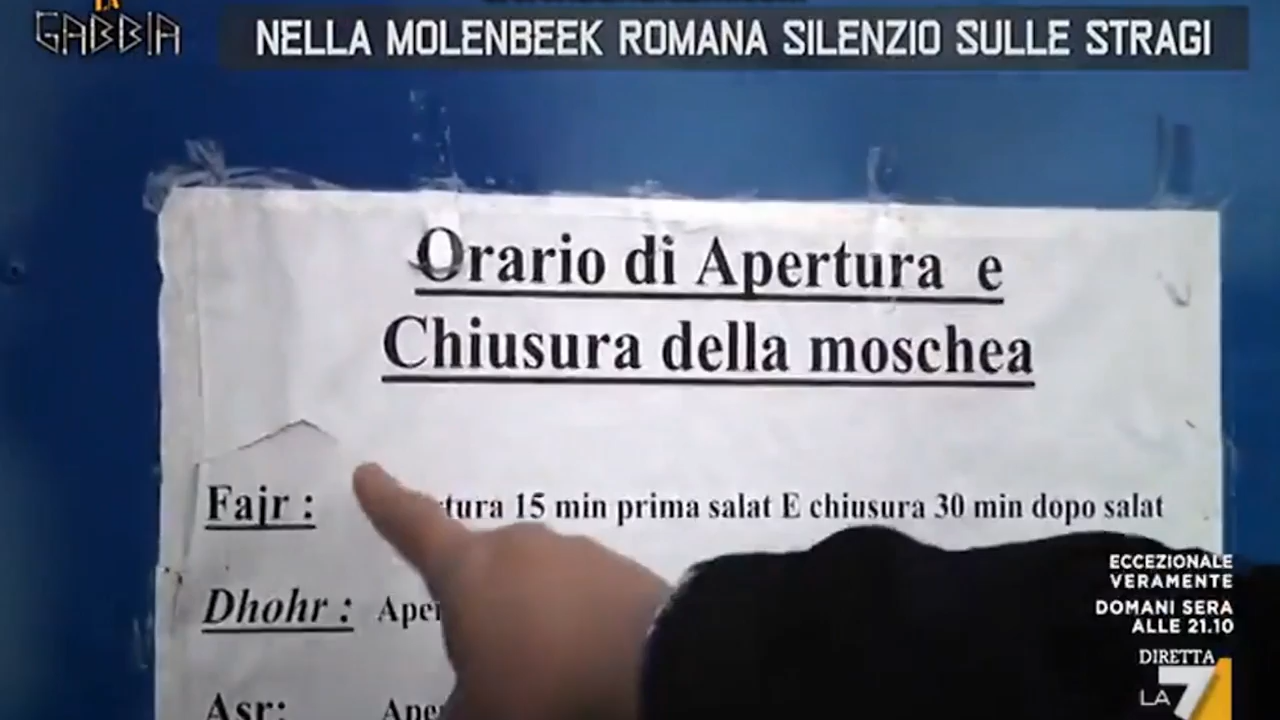 LA
GABBIA
NELLA MOLENBEEK ROMANA SILENZIO SULLE STRAGI
Orario di Apertura e
Chiusura della moschea
Fajr : tura 15 min prima salat E chiusura 30 min dopo salat
Dhohr : Aper
Asr: Aper
ECCEZIONALE
VERAMENTE
DOMANI SERA
ALLE 21.10
DIRETTA
LA 7